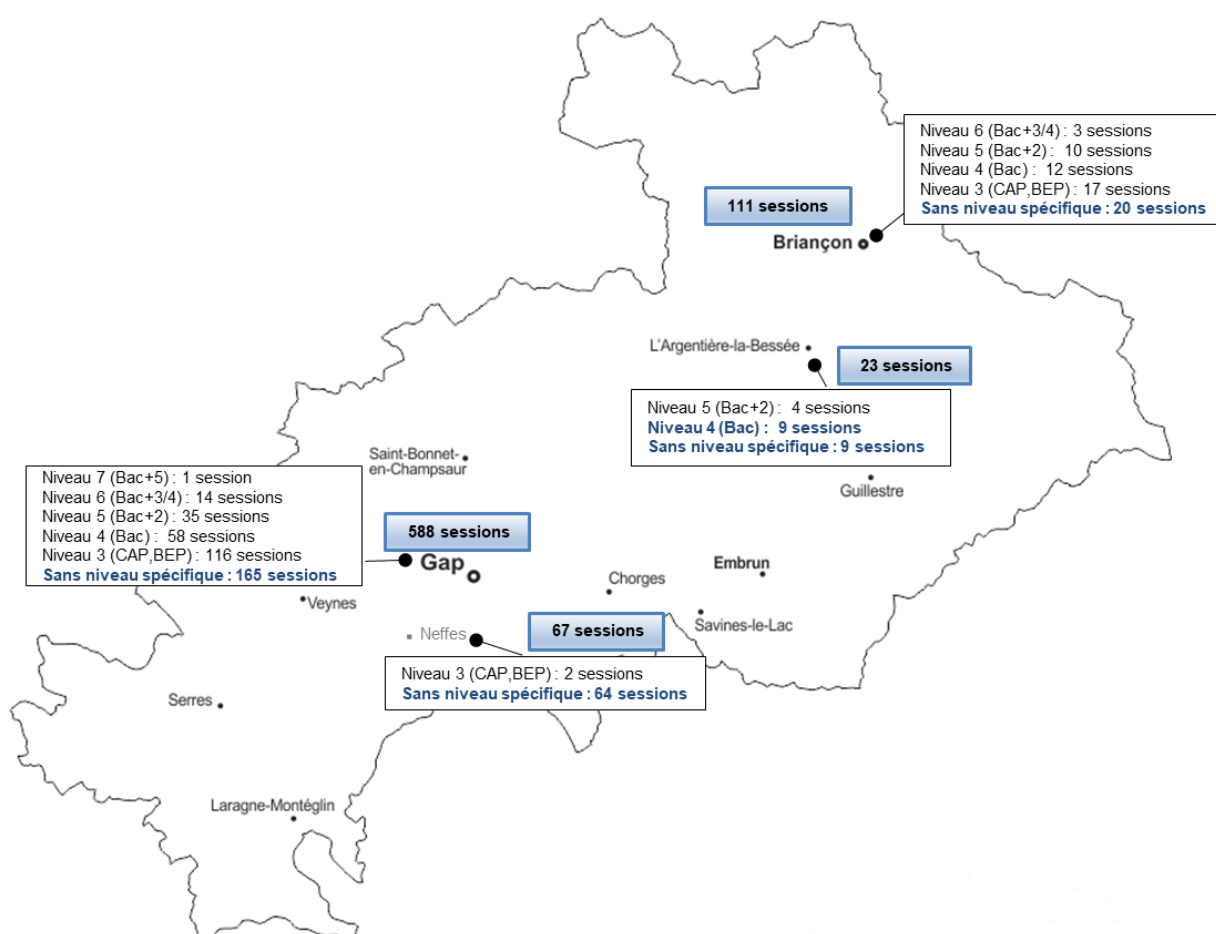 Niveau 6 (Bac+3/4) : 3 sessions
Niveau 5 (Bac+2) : 10 sessions
Niveau 4 (Bac) : 12 sessions
Niveau 3 (CAP,BEP) : 17 sessions
Sans niveau spécifique : 20 sessions
111 sessions
Briançon
L'Argentière-la-Bessée
23 sessions
Niveau 5 (Bac+2) : 4 sessions
Niveau 4 (Bac) : 9 sessions
Sans niveau spécifique : 9 sessions
Saint-Bonnet-
en-Champsaur
Guillestre
Niveau 7 (Bac+5) : 1 session
Niveau 6 (Bac+3/4) : 14 sessions
Niveau 5 (Bac+2) : 35 sessions
Niveau 4 (Bac) : 58 sessions
Niveau 3 (CAP,BEP) : 116 sessions
Sans niveau spécifique : 165 sessions
588 sessions
Gap
Embrun
Chorges
Veynes
Savines-le-Lac
Neffes
67 sessions
Niveau 3 (CAP,BEP) : 2 sessions
Sans niveau spécifique : 64 sessions
Serres
Laragne-Montéglin